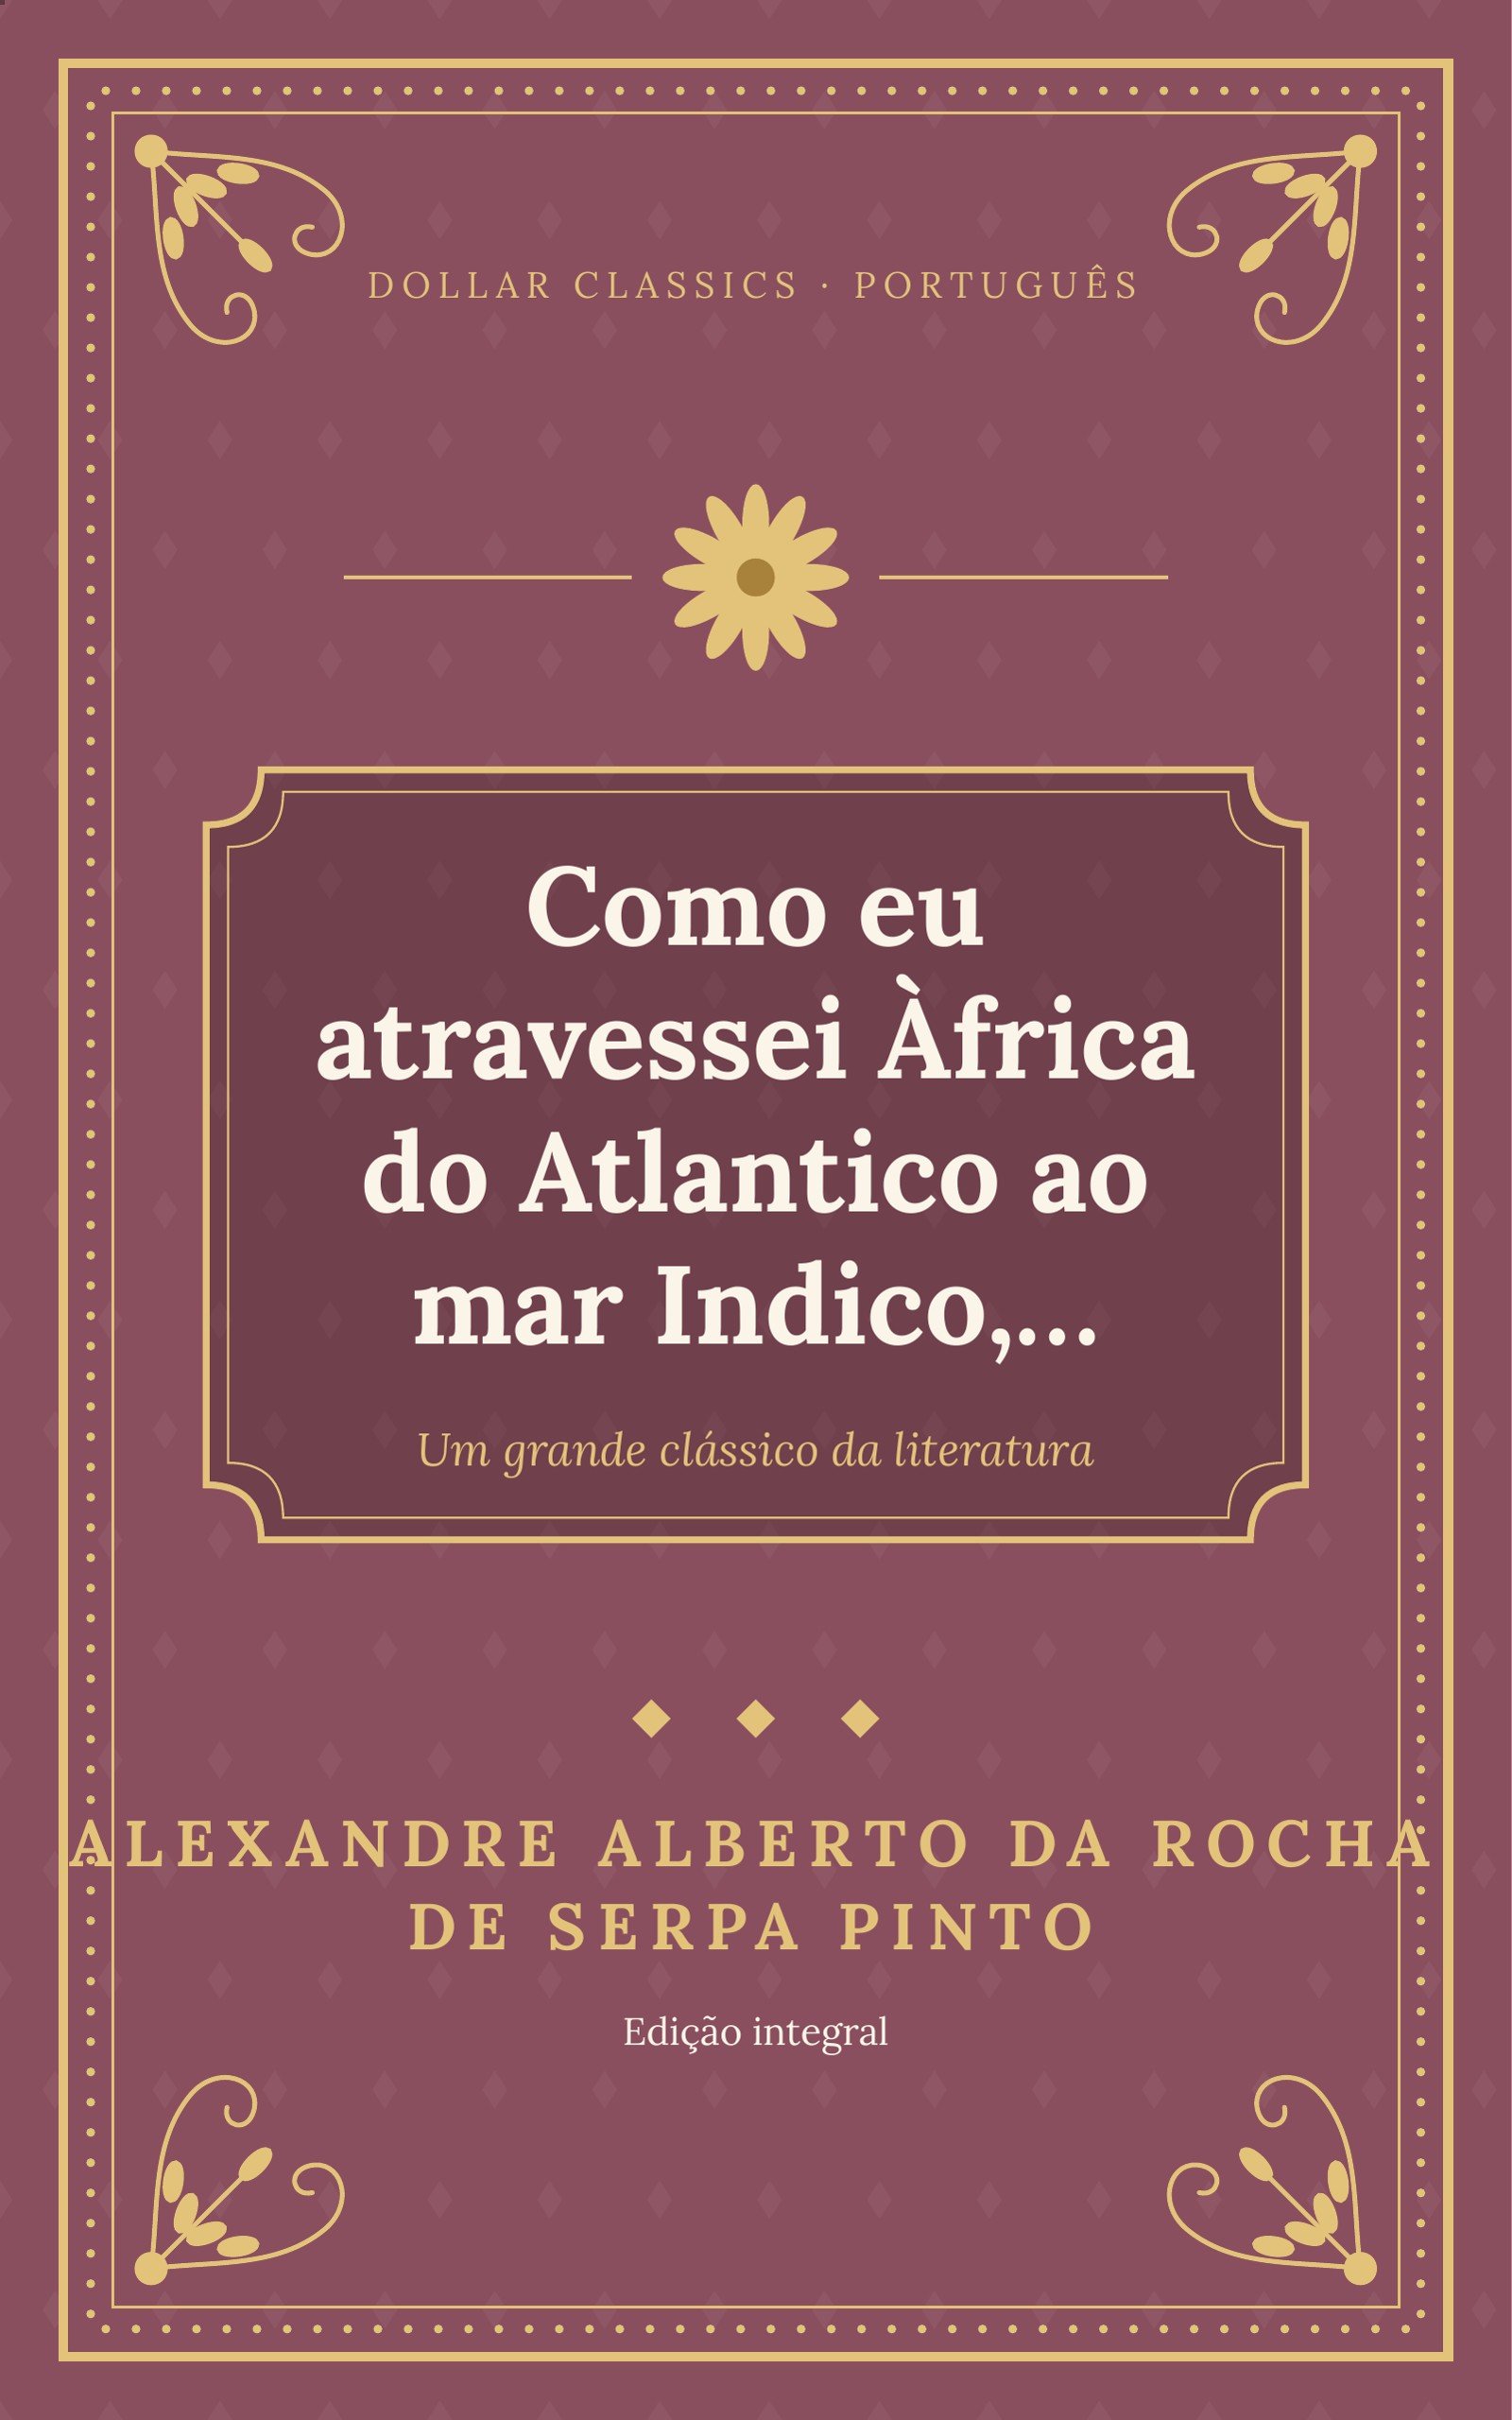 DOLLAR CLASSICS · PORTUGUÊS
Como eu
atravessei Àfrica
do Atlantico ao
mar Indico,...
Um grande clássico da literatura
ALEXANDRE ALBERTO DA ROCHA
DE SERPA PINTO
Edição integral